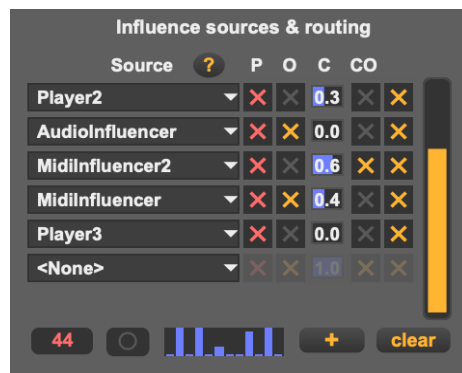 Influence sources & routing
Source ? P O C CO
Player2 0.3
AudioInfluencer 0.0
MidiInfluencer2 0.6
MidiInfluencer 0.4
Player3 0.0
<None> 1.0
44 + clear